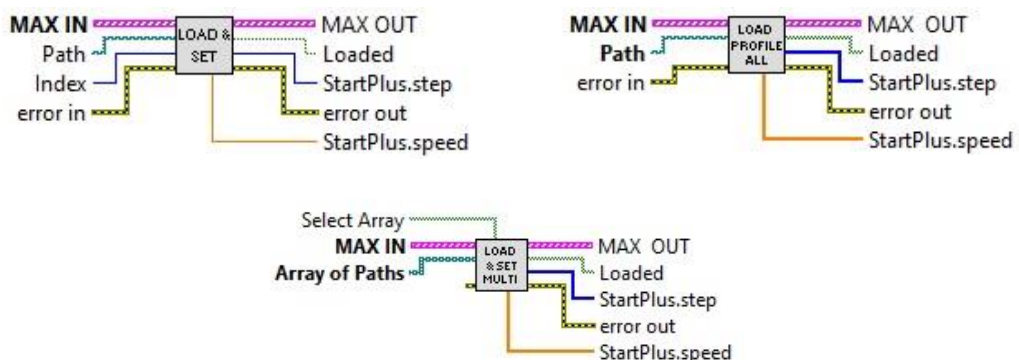 MAX IN LOAD & SET MAX OUT
Path Loaded
Index StartPlus.step
error in error out
StartPlus.speed
MAX IN LOAD PROFILE ALL MAX OUT
Path Loaded
error in StartPlus.step
error out
StartPlus.speed
Select Array
MAX IN LOAD & SET MULTI MAX OUT
Array of Paths Loaded
StartPlus.step
error out
StartPlus.speed